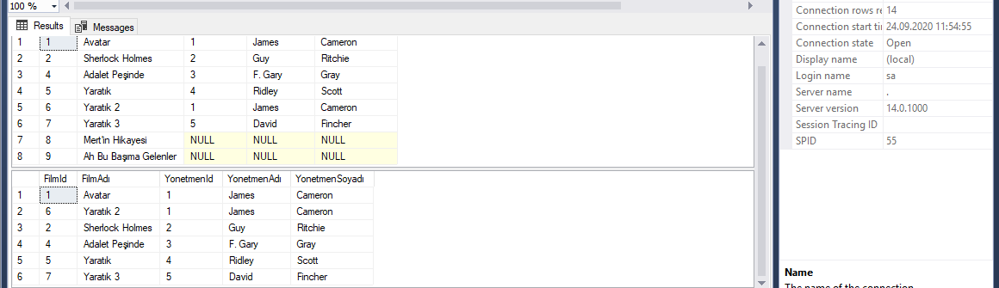 100 %
Results Messages
1 1 Avatar 1 James Cameron
2 2 Sherlock Holmes 2 Guy Ritchie
3 4 Adalet Peşinde 3 F. Gary Gray
4 5 Yaratık 4 Ridley Scott
5 6 Yaratık 2 1 James Cameron
6 7 Yaratık 3 5 David Fincher
7 8 Mert'in Hikayesi NULL NULL NULL
8 9 Ah Bu Başıma Gelenler NULL NULL NULL
FilmId FilmAdı YonetmenId YonetmenAdı YonetmenSoyadı
1 1 Avatar 1 James Cameron
2 6 Yaratık 2 1 James Cameron
3 2 Sherlock Holmes 2 Guy Ritchie
4 4 Adalet Peşinde 3 F. Gary Gray
5 5 Yaratık 4 Ridley Scott
6 7 Yaratık 3 5 David Fincher
Connection rows re 14
Connection start tir 24.09.2020 11:54:55
Connection state Open
Display name (local)
Login name sa
Server name .
Server version 14.0.1000
Session Tracing ID
SPID 55
Name
The name of the connection